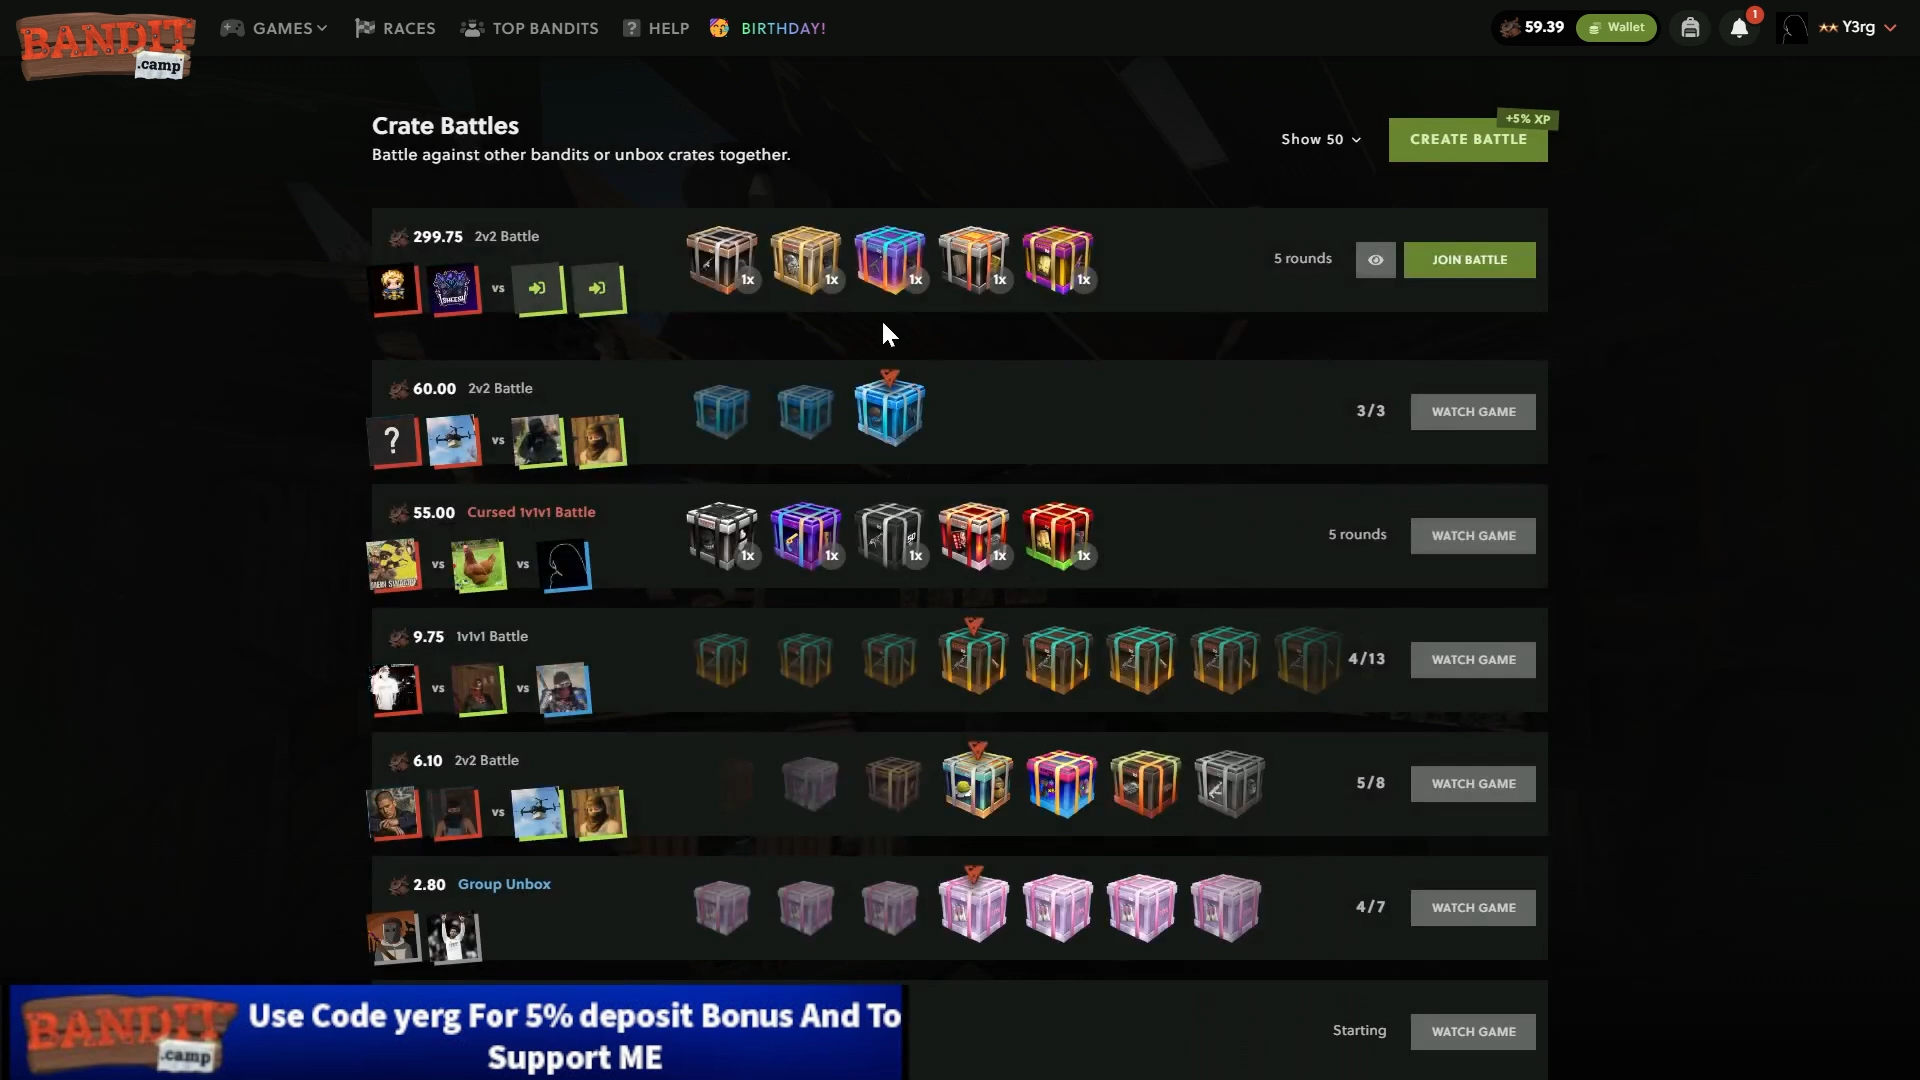 BANDIT
.camp
GAMES
RACES
TOP BANDITS
? HELP
BIRTHDAY!
59.39
Wallet
1
Y3rg
Crate Battles
Battle against other bandits or unbox crates together.
Show 50
+5% XP
CREATE BATTLE
299.75 2v2 Battle
vs
1x
1x
1x
1x
1x
5 rounds
JOIN BATTLE
60.00 2v2 Battle
?
vs
3/3
WATCH GAME
55.00 Cursed 1v1v1 Battle
vs
vs
1x
1x
1x
1x
1x
5 rounds
WATCH GAME
9.75 1v1v1 Battle
vs
vs
4/13
WATCH GAME
6.10 2v2 Battle
vs
5/8
WATCH GAME
2.80 Group Unbox
4/7
WATCH GAME
Starting
WATCH GAME
BANDIT
.camp
Use Code yerg For 5% deposit Bonus And To
Support ME